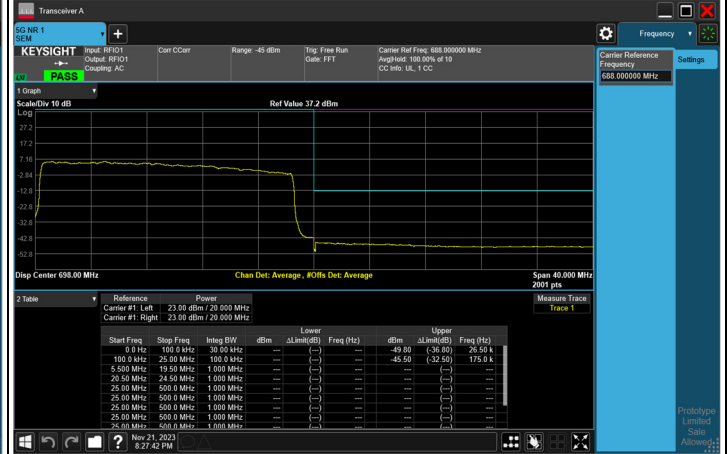 Transceiver A
5G NR 1
SEM
Frequency
KEYSIGHT
LXI
PASS
Input: RFIO1
Output: RFIO1
Coupling: AC
Corr CCorr
Range: -45 dBm
Trig: Free Run
Gate: FFT
Carrier Ref Freq: 688.000000 MHz
Avg|Hold: 100.00% of 10
CC Info: UL, 1 CC
Carrier Reference
Frequency
688.000000 MHz
Settings
1 Graph
Scale/Div 10 dB
Ref Value 37.2 dBm
Log
27.2
17.2
7.16
-2.84
-12.8
-22.8
-32.8
-42.8
-52.8
Disp Center 698.00 MHz
Chan Det: Average, #Offs Det: Average
Span 40.000 MHz
2001 pts
2 Table
Reference Power
Carrier #1: Left 23.00 dBm / 20.000 MHz
Carrier #1: Right 23.00 dBm / 20.000 MHz
Measure Trace
Trace 1
Lower Upper
Start Freq Stop Freq Integ BW dBm ΔLimit(dB) Freq (Hz) dBm ΔLimit(dB) Freq (Hz)
0.0 Hz 100.0 kHz 30.00 kHz --- (---) --- -49.80 (-36.80) 26.50 k
100.0 kHz 25.00 MHz 100.0 kHz --- (---) --- -45.50 (-32.50) 175.0 k
5.500 MHz 19.50 MHz 1.000 MHz --- (---) --- --- (---) ---
20.50 MHz 24.50 MHz 1.000 MHz --- (---) --- --- (---) ---
25.00 MHz 500.0 MHz 1.000 MHz --- (---) --- --- (---) ---
25.00 MHz 500.0 MHz 1.000 MHz --- (---) --- --- (---) ---
25.00 MHz 500.0 MHz 1.000 MHz --- (---) --- --- (---) ---
25.00 MHz 500.0 MHz 1.000 MHz --- (---) --- --- (---) ---
25.00 MHz 500.0 MHz 1.000 MHz --- (---) --- --- (---) ---
Prototype
Limited
Sale
Allowed
Nov 21, 2023
8:27:42 PM